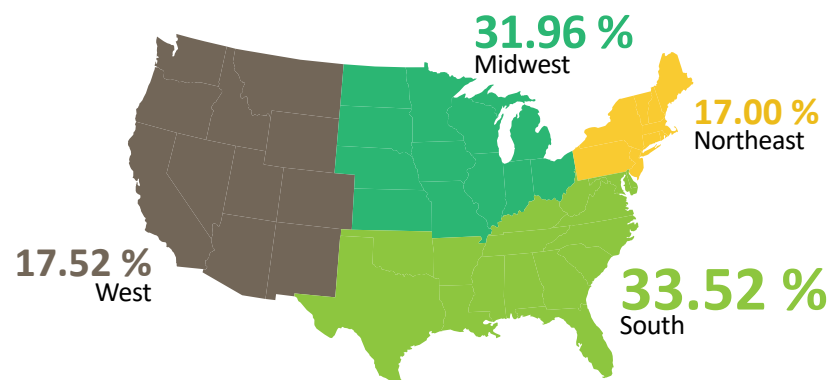 31.96 %
Midwest
17.00 %
Northeast
17.52 %
West
33.52 %
South